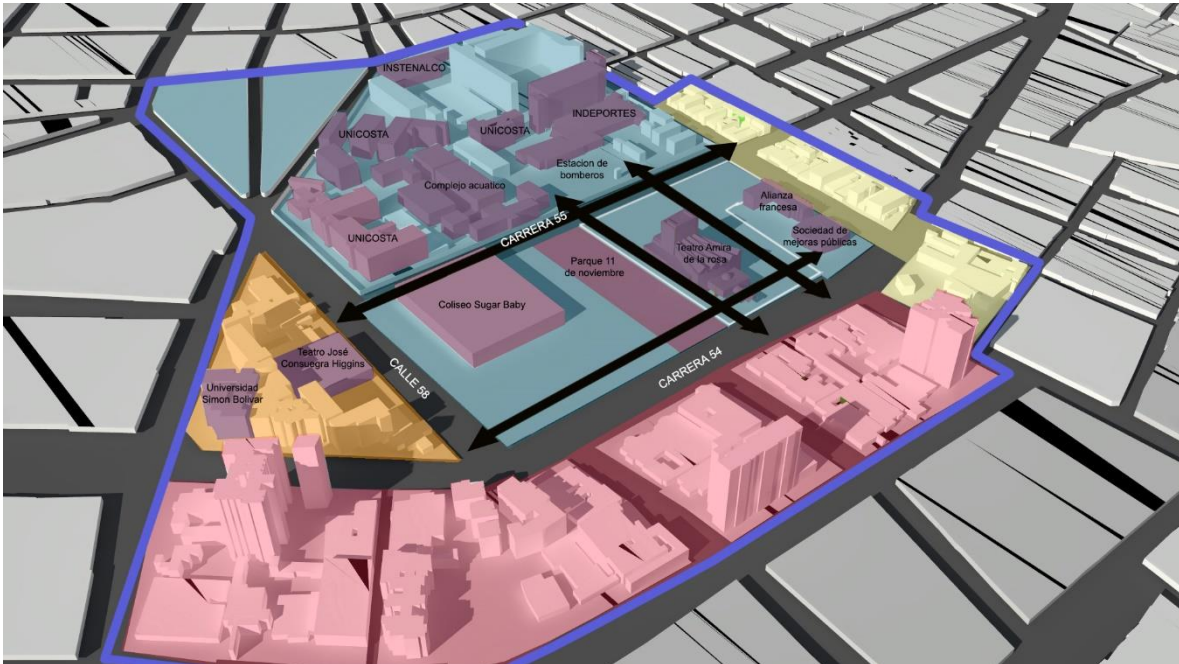 INSTENALCO
INDEPORTES
UNICOSTA
UNICOSTA
Estacion de
bomberos
Complejo acuatico
Alianza
francesa
UNICOSTA
CARRERA 55
Sociedad de
mejoras públicas
Teatro Amira
de la rosa
Parque 11
de noviembre
Coliseo Sugar Baby
CARRERA 54
Teatro José
Consuegra Higgins
CALLE 58
Universidad
Simon Bolivar